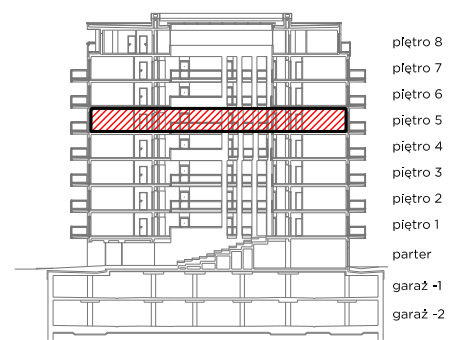 piętro 8
piętro 7
piętro 6
piętro 5
piętro 4
piętro 3
piętro 2
piętro 1
parter
garaż -1
garaż -2